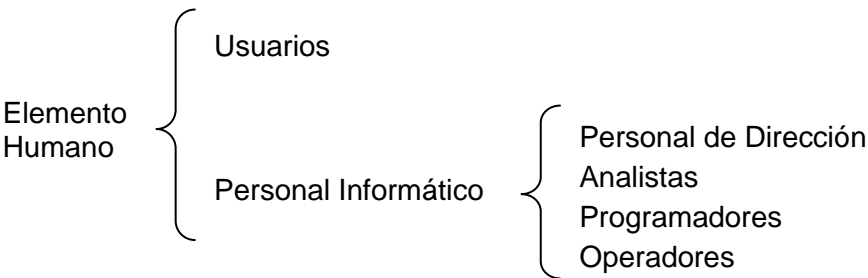 Elemento
Humano
Usuarios
Personal Informático
Personal de Dirección
Analistas
Programadores
Operadores